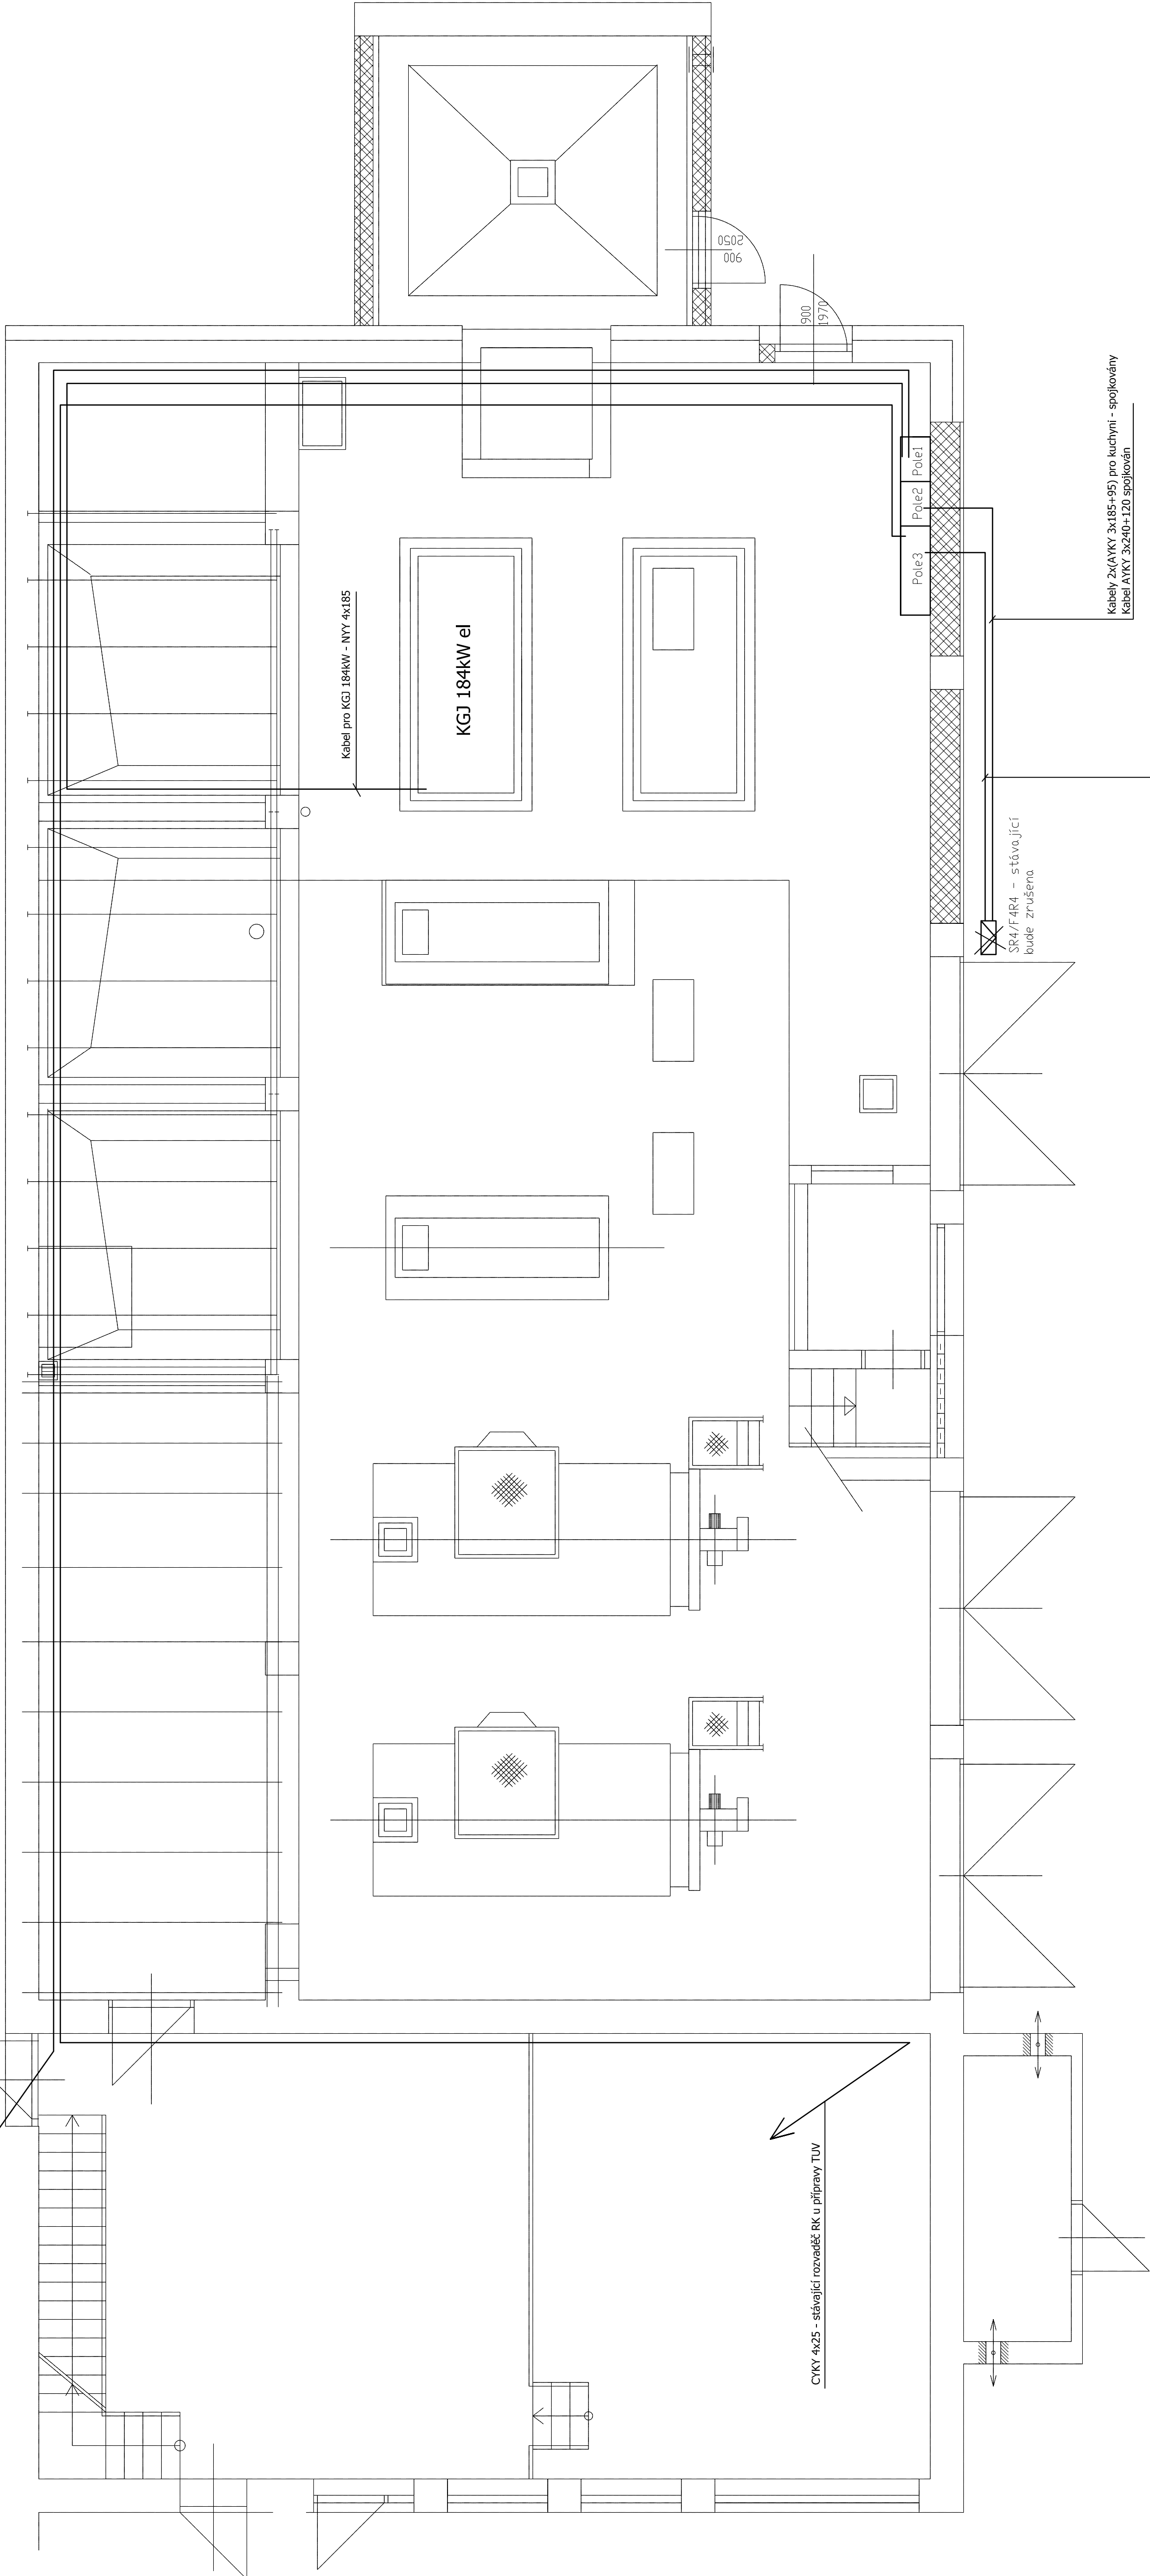 2050
900
900
1970
Pole1
Pole2
Pole3
Kabely 2x(AYKY 3x185+95) pro kuchyni - spojkovány
Kabel AYKY 3x240+120 spojkován
Kabel pro KGJ 184kW - NYY 4x185
KGJ 184kW el
SR4/F4R4 - stávající
bude zrušena
CYKY 4x25 - stávající rozvaděč RK u přípravy TUV